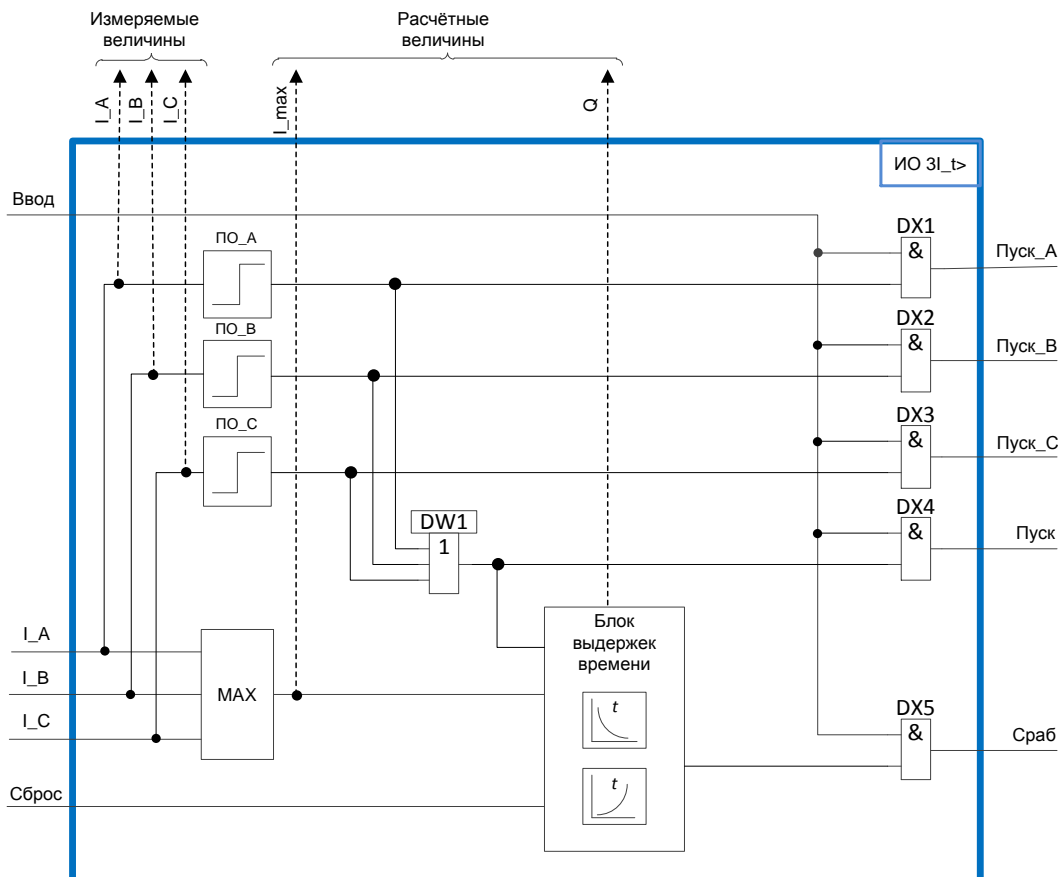 Измеряемые
величины
Расчётные
величины
I_A
I_B
I_C
I_max
Q
ИО 3I_t>
Ввод
ПО_А
DX1
&
Пуск_А
ПО_В
DX2
&
Пуск_В
ПО_С
DX3
&
Пуск_С
DW1
1
DX4
&
Пуск
Блок
выдержек
времени
I_A
I_B
I_C
MAX
t
DX5
&
Сраб
t
Сброс